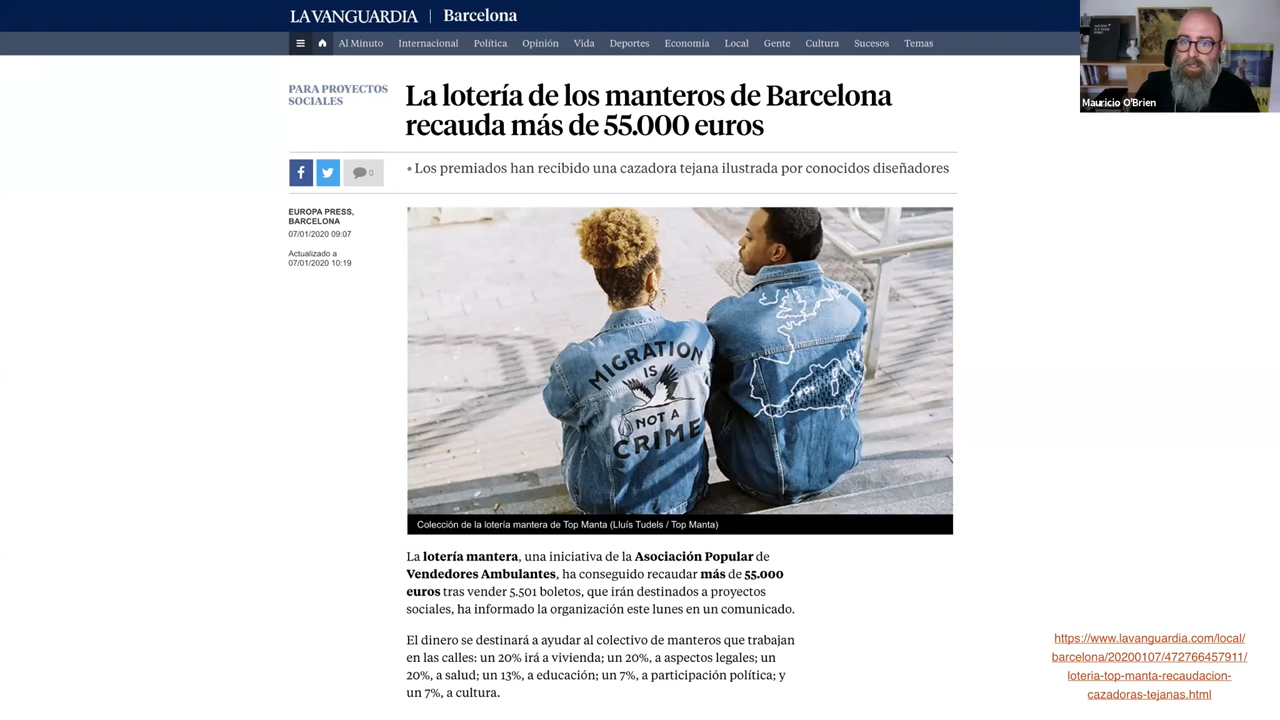 LAVANGUARDIA | Barcelona
Al Minuto Internacional Política Opinión Vida Deportes Economía Local Gente Cultura Sucesos Temas
Mauricio O'Brien
PARA PROYECTOS
SOCIALES
La lotería de los manteros de Barcelona
recauda más de 55.000 euros
0
• Los premiados han recibido una cazadora tejana ilustrada por conocidos diseñadores
EUROPA PRESS,
BARCELONA
07/01/2020 09:07
Actualizado a
07/01/2020 10:19
MIGRATION
IS
NOT A
CRIME
Colección de la lotería mantera de Top Manta (Lluís Tudels / Top Manta)
La lotería mantera, una iniciativa de la Asociación Popular de
Vendedores Ambulantes, ha conseguido recaudar más de 55.000
euros tras vender 5.501 boletos, que irán destinados a proyectos
sociales, ha informado la organización este lunes en un comunicado.
El dinero se destinará a ayudar al colectivo de manteros que trabajan
en las calles: un 20% irá a vivienda; un 20%, a aspectos legales; un
20%, a salud; un 13%, a educación; un 7%, a participación política; y
un 7%, a cultura.
https://www.lavanguardia.com/local/
barcelona/20200107/472766457911/
loteria-top-manta-recaudacion-
cazadoras-tejanas.html